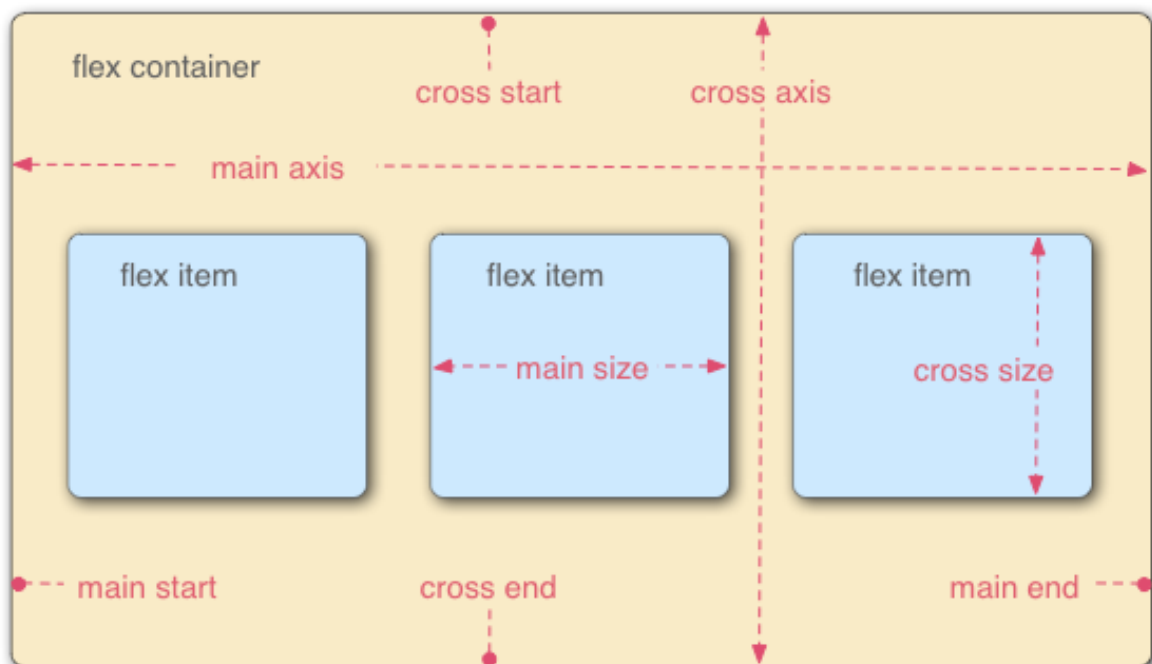 flex container
cross start
cross axis
main axis
flex item
flex item
flex item
main size
cross size
main start
cross end
main end